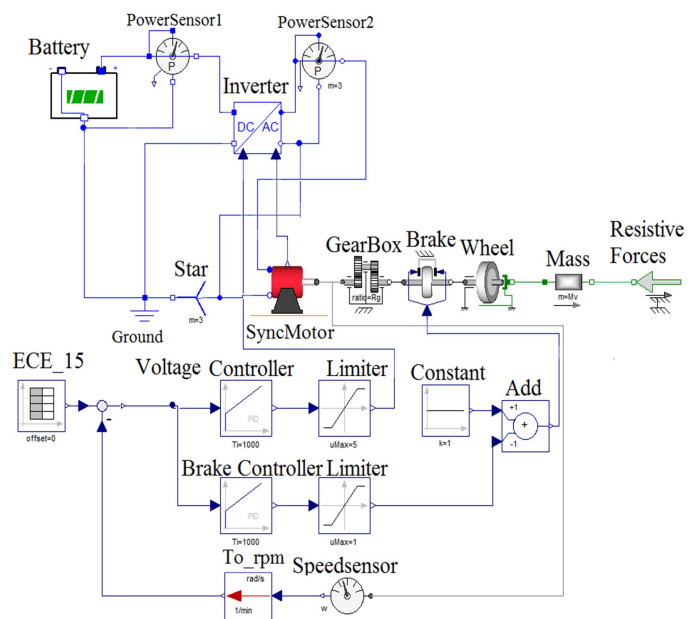 PowerSensor1
PowerSensor2
Battery
- +
P
P
Inverter
m=3
DC AC
GearBox
Brake
Wheel
Mass
Resistive
Forces
Star
ratio=Rg
m=Mv
m=3
Ground
SyncMotor
ECE_15
Voltage Controller
Limiter
Constant
Add
+1
+
-1
-
PID
offset=0
Ti=1000
uMax=5
k=1
Brake Controller
Limiter
PID
Ti=1000
uMax=1
To_rpm
Speedsensor
rad/s
1/min
w